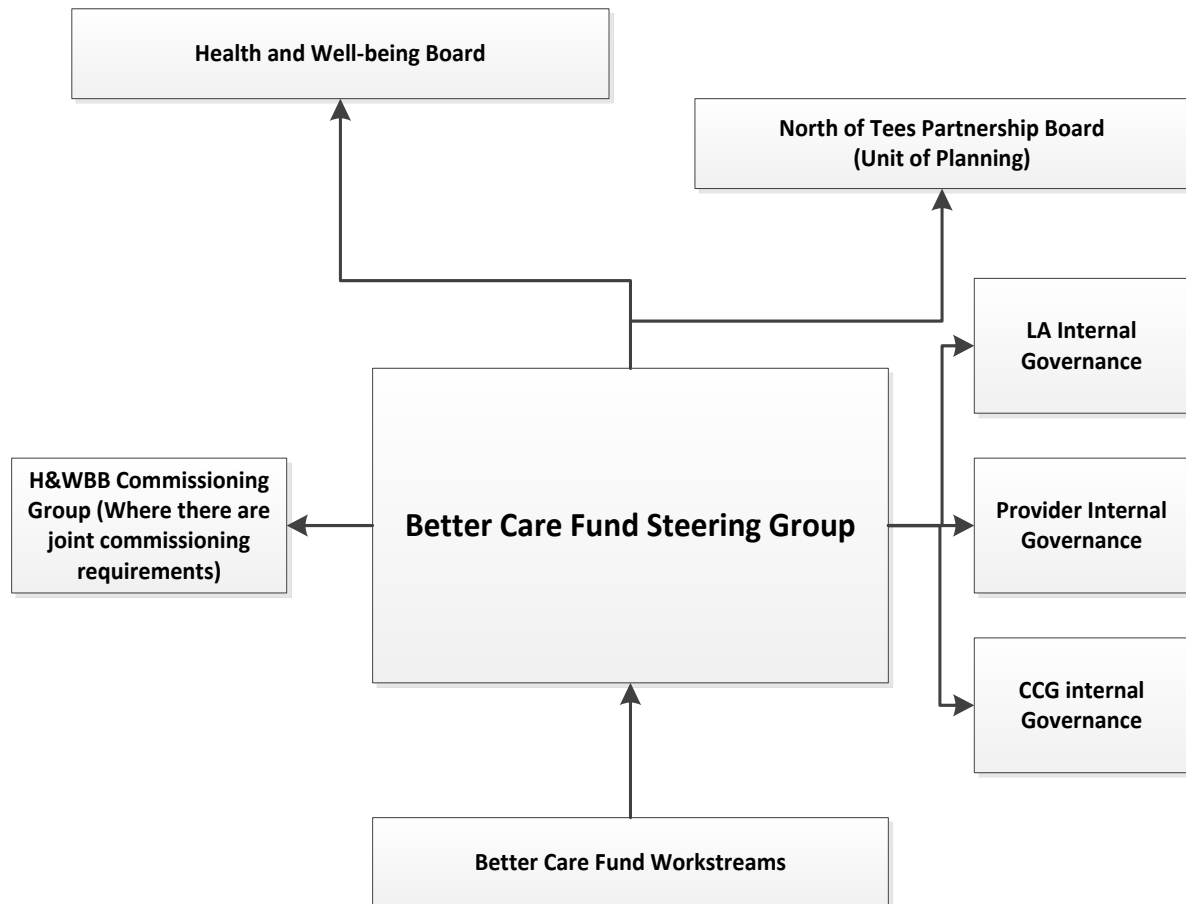 Health and Well-being Board
North of Tees Partnership Board
(Unit of Planning)
LA Internal
Governance
H&WBB Commissioning
Group (Where there are
joint commissioning
requirements)
Better Care Fund Steering Group
Provider Internal
Governance
CCG internal
Governance
Better Care Fund Workstreams